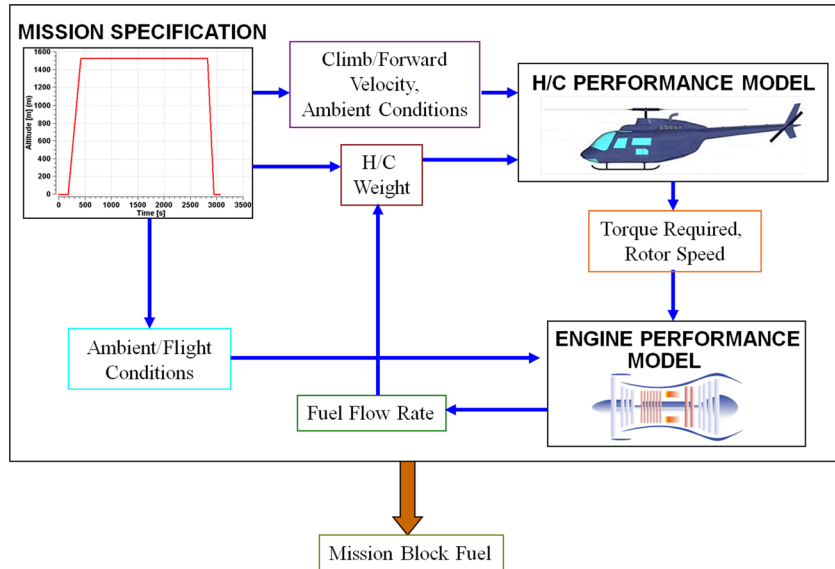 MISSION SPECIFICATION
1600
1400
1200
1000
800
600
400
200
0
Altitude [m] (m)
0 500 1000 1500 2000 2500 3000 3500
Time [s]
Climb/Forward
Velocity,
Ambient Conditions
H/C PERFORMANCE MODEL
H/C
Weight
Torque Required,
Rotor Speed
Ambient/Flight
Conditions
ENGINE PERFORMANCE
MODEL
Fuel Flow Rate
Mission Block Fuel